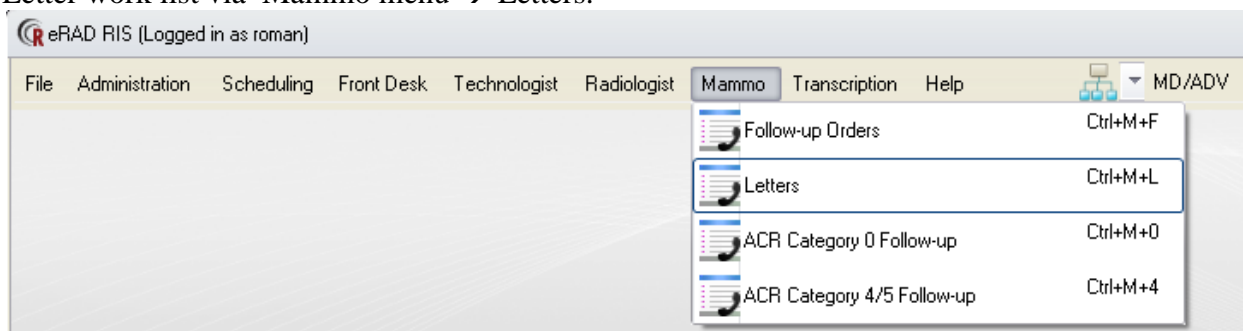 Letter work list via Mammo menu → Letters.
eRAD RIS (Logged in as roman)
File Administration Scheduling Front Desk Technologist Radiologist Mammo Transcription Help MD/ADV
Follow-up Orders Ctrl+M+F
Letters Ctrl+M+L
ACR Category 0 Follow-up Ctrl+M+0
ACR Category 4/5 Follow-up Ctrl+M+4